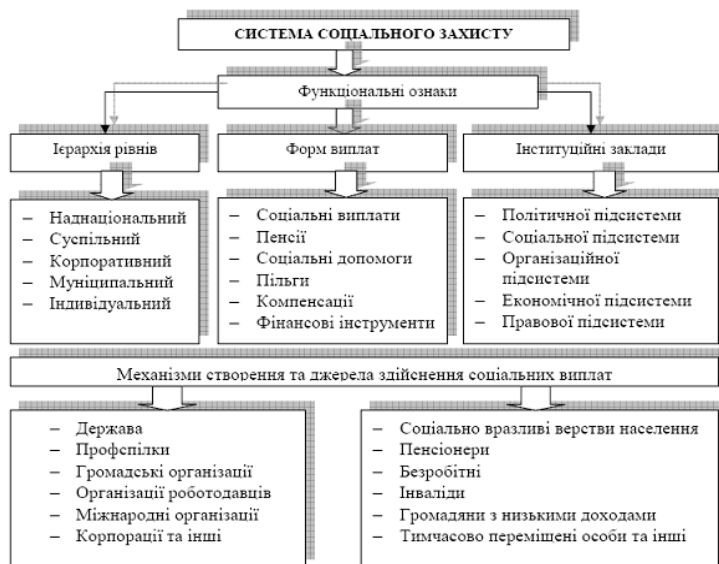 СИСТЕМА СОЦІАЛЬНОГО ЗАХИСТУ
Функціональні ознаки
Ієрархія рівнів
Форм виплат
Інституційні заклади
– Наднаціональний
– Суспільний
– Корпоративний
– Муніципальний
– Індивідуальний
– Соціальні виплати
– Пенсії
– Соціальні допомоги
– Пільги
– Компенсації
– Фінансові інструменти
– Політичної підсистеми
– Соціальної підсистеми
– Організаційної
підсистеми
– Економічної підсистеми
– Правової підсистеми
Механізми створення та джерела здійснення соціальних виплат
– Держава
– Профспілки
– Громадські організації
– Організації роботодавців
– Міжнародні організації
– Корпорації та інші
– Соціально вразливі верстви населення
– Пенсіонери
– Безробітні
– Інваліди
– Громадяни з низькими доходами
– Тимчасово переміщені особи та інші